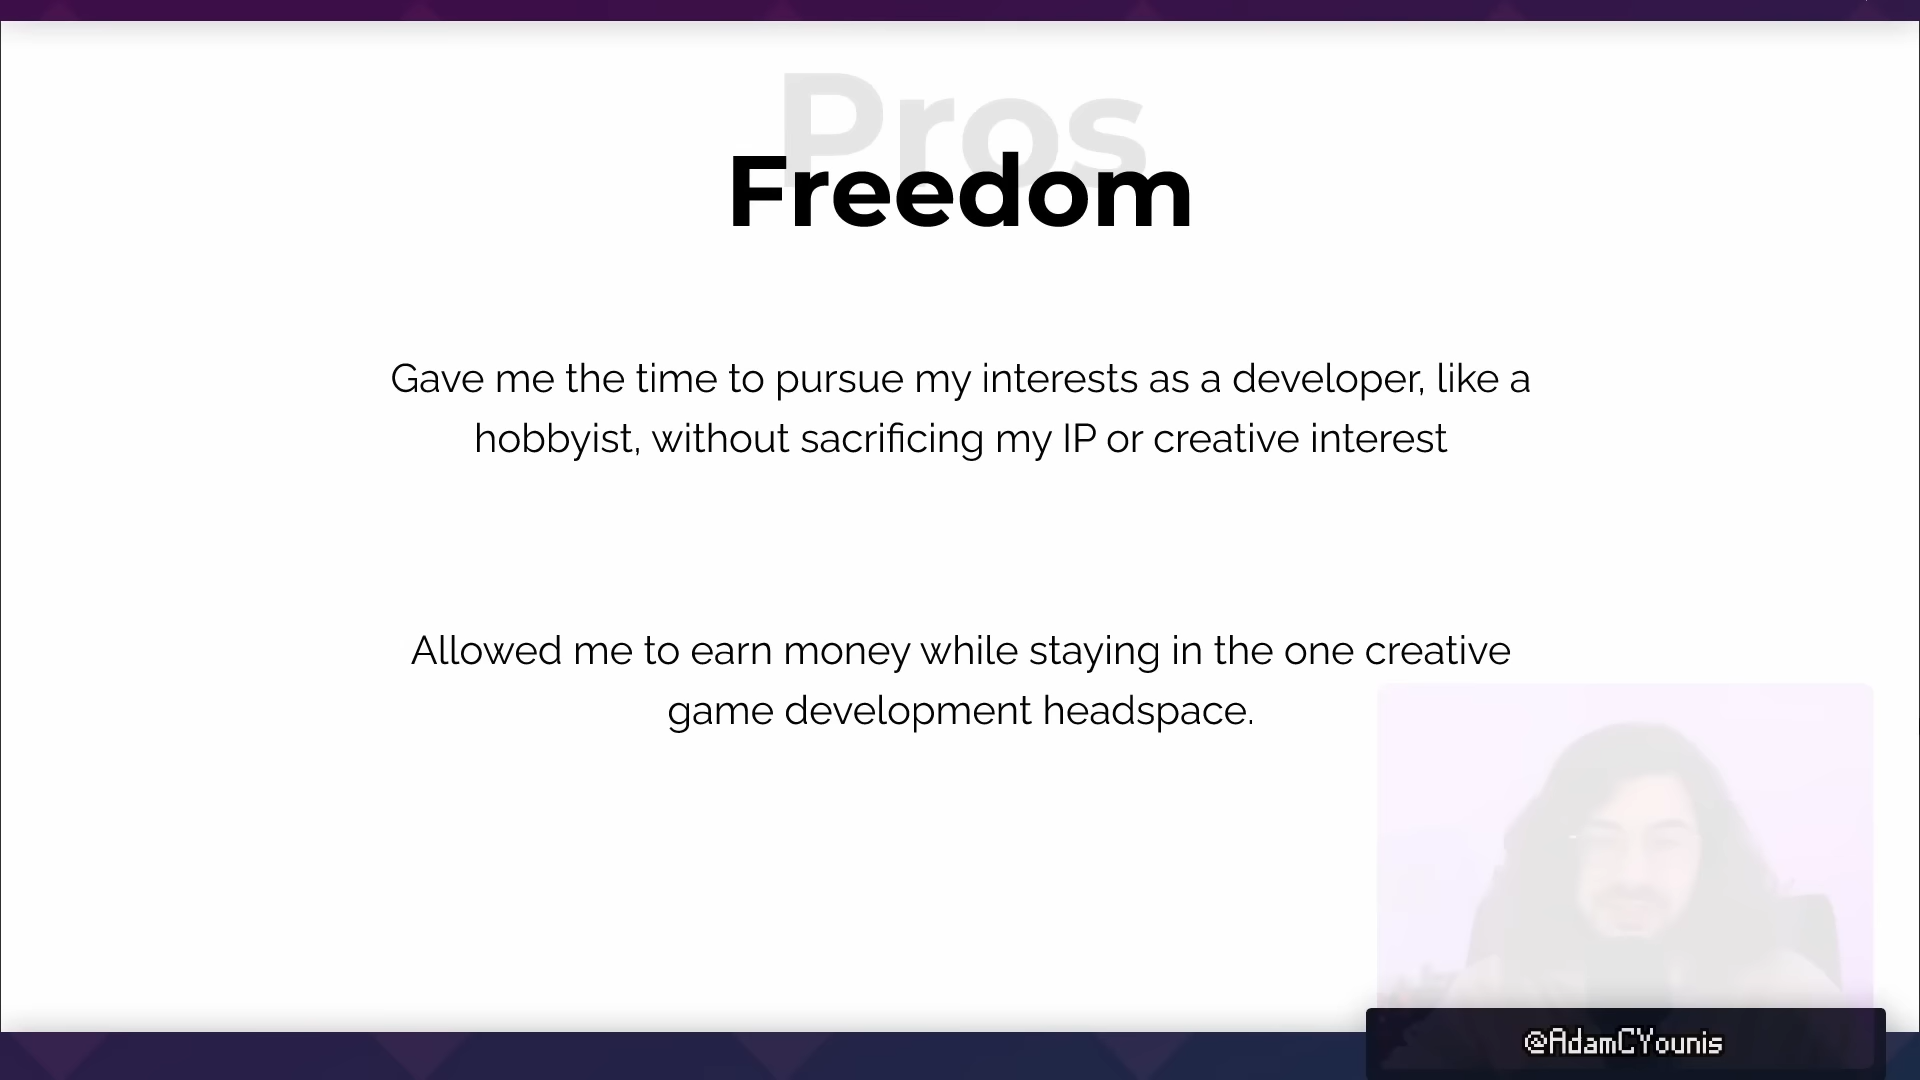 Pros
Freedom
Gave me the time to pursue my interests as a developer, like a
hobbyist, without sacrificing my IP or creative interest
Allowed me to earn money while staying in the one creative
game development headspace.
@AdamCYounis